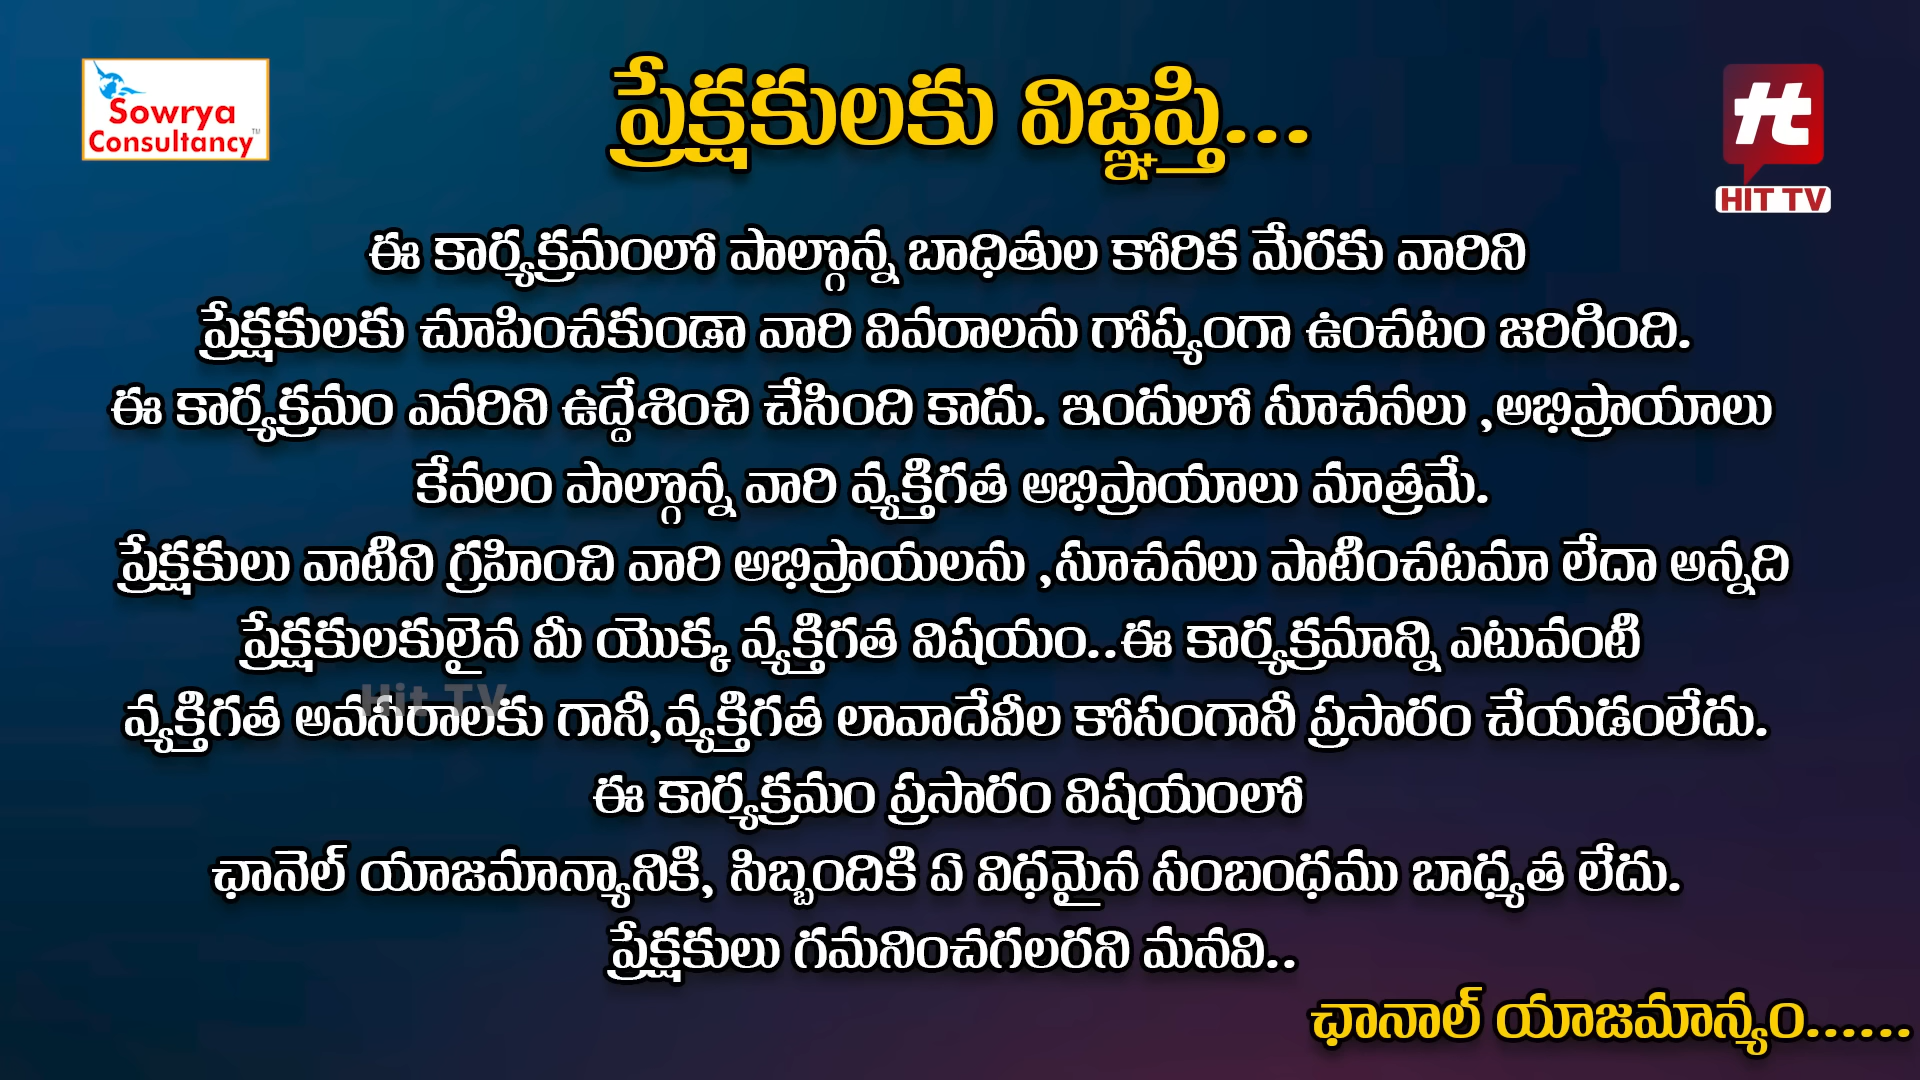 Sowrya
Consultancy™
ప్రేక్షకులకు విజ్ఞప్తి...
HIT TV
ఈ కార్యక్రమంలో పాల్గొన్న బాధితుల కోరిక మేరకు వారిని
ప్రేక్షకులకు చూపించకుండా వారి వివరాలను గోప్యంగా ఉంచటం జరిగింది.
ఈ కార్యక్రమం ఎవరిని ఉద్దేశించి చేసింది కాదు. ఇందులో సూచనలు ,అభిప్రాయాలు
కేవలం పాల్గొన్న వారి వ్యక్తిగత అభిప్రాయాలు మాత్రమే.
ప్రేక్షకులు వాటిని గ్రహించి వారి అభిప్రాయలను ,సూచనలు పాటించటమా లేదా అన్నది
ప్రేక్షకులకులైన మీ యొక్క వ్యక్తిగత విషయం..ఈ కార్యక్రమాన్ని ఎటువంటి
Hit TV
వ్యక్తిగత అవసరాలకు గానీ,వ్యక్తిగత లావాదేవీల కోసంగానీ ప్రసారం చేయడంలేదు.
ఈ కార్యక్రమం ప్రసారం విషయంలో
ఛానెల్ యాజమాన్యానికి, సిబ్బందికి ఏ విధమైన సంబంధము బాధ్యత లేదు.
ప్రేక్షకులు గమనించగలరని మనవి..
ఛానాల్ యాజమాన్యం......